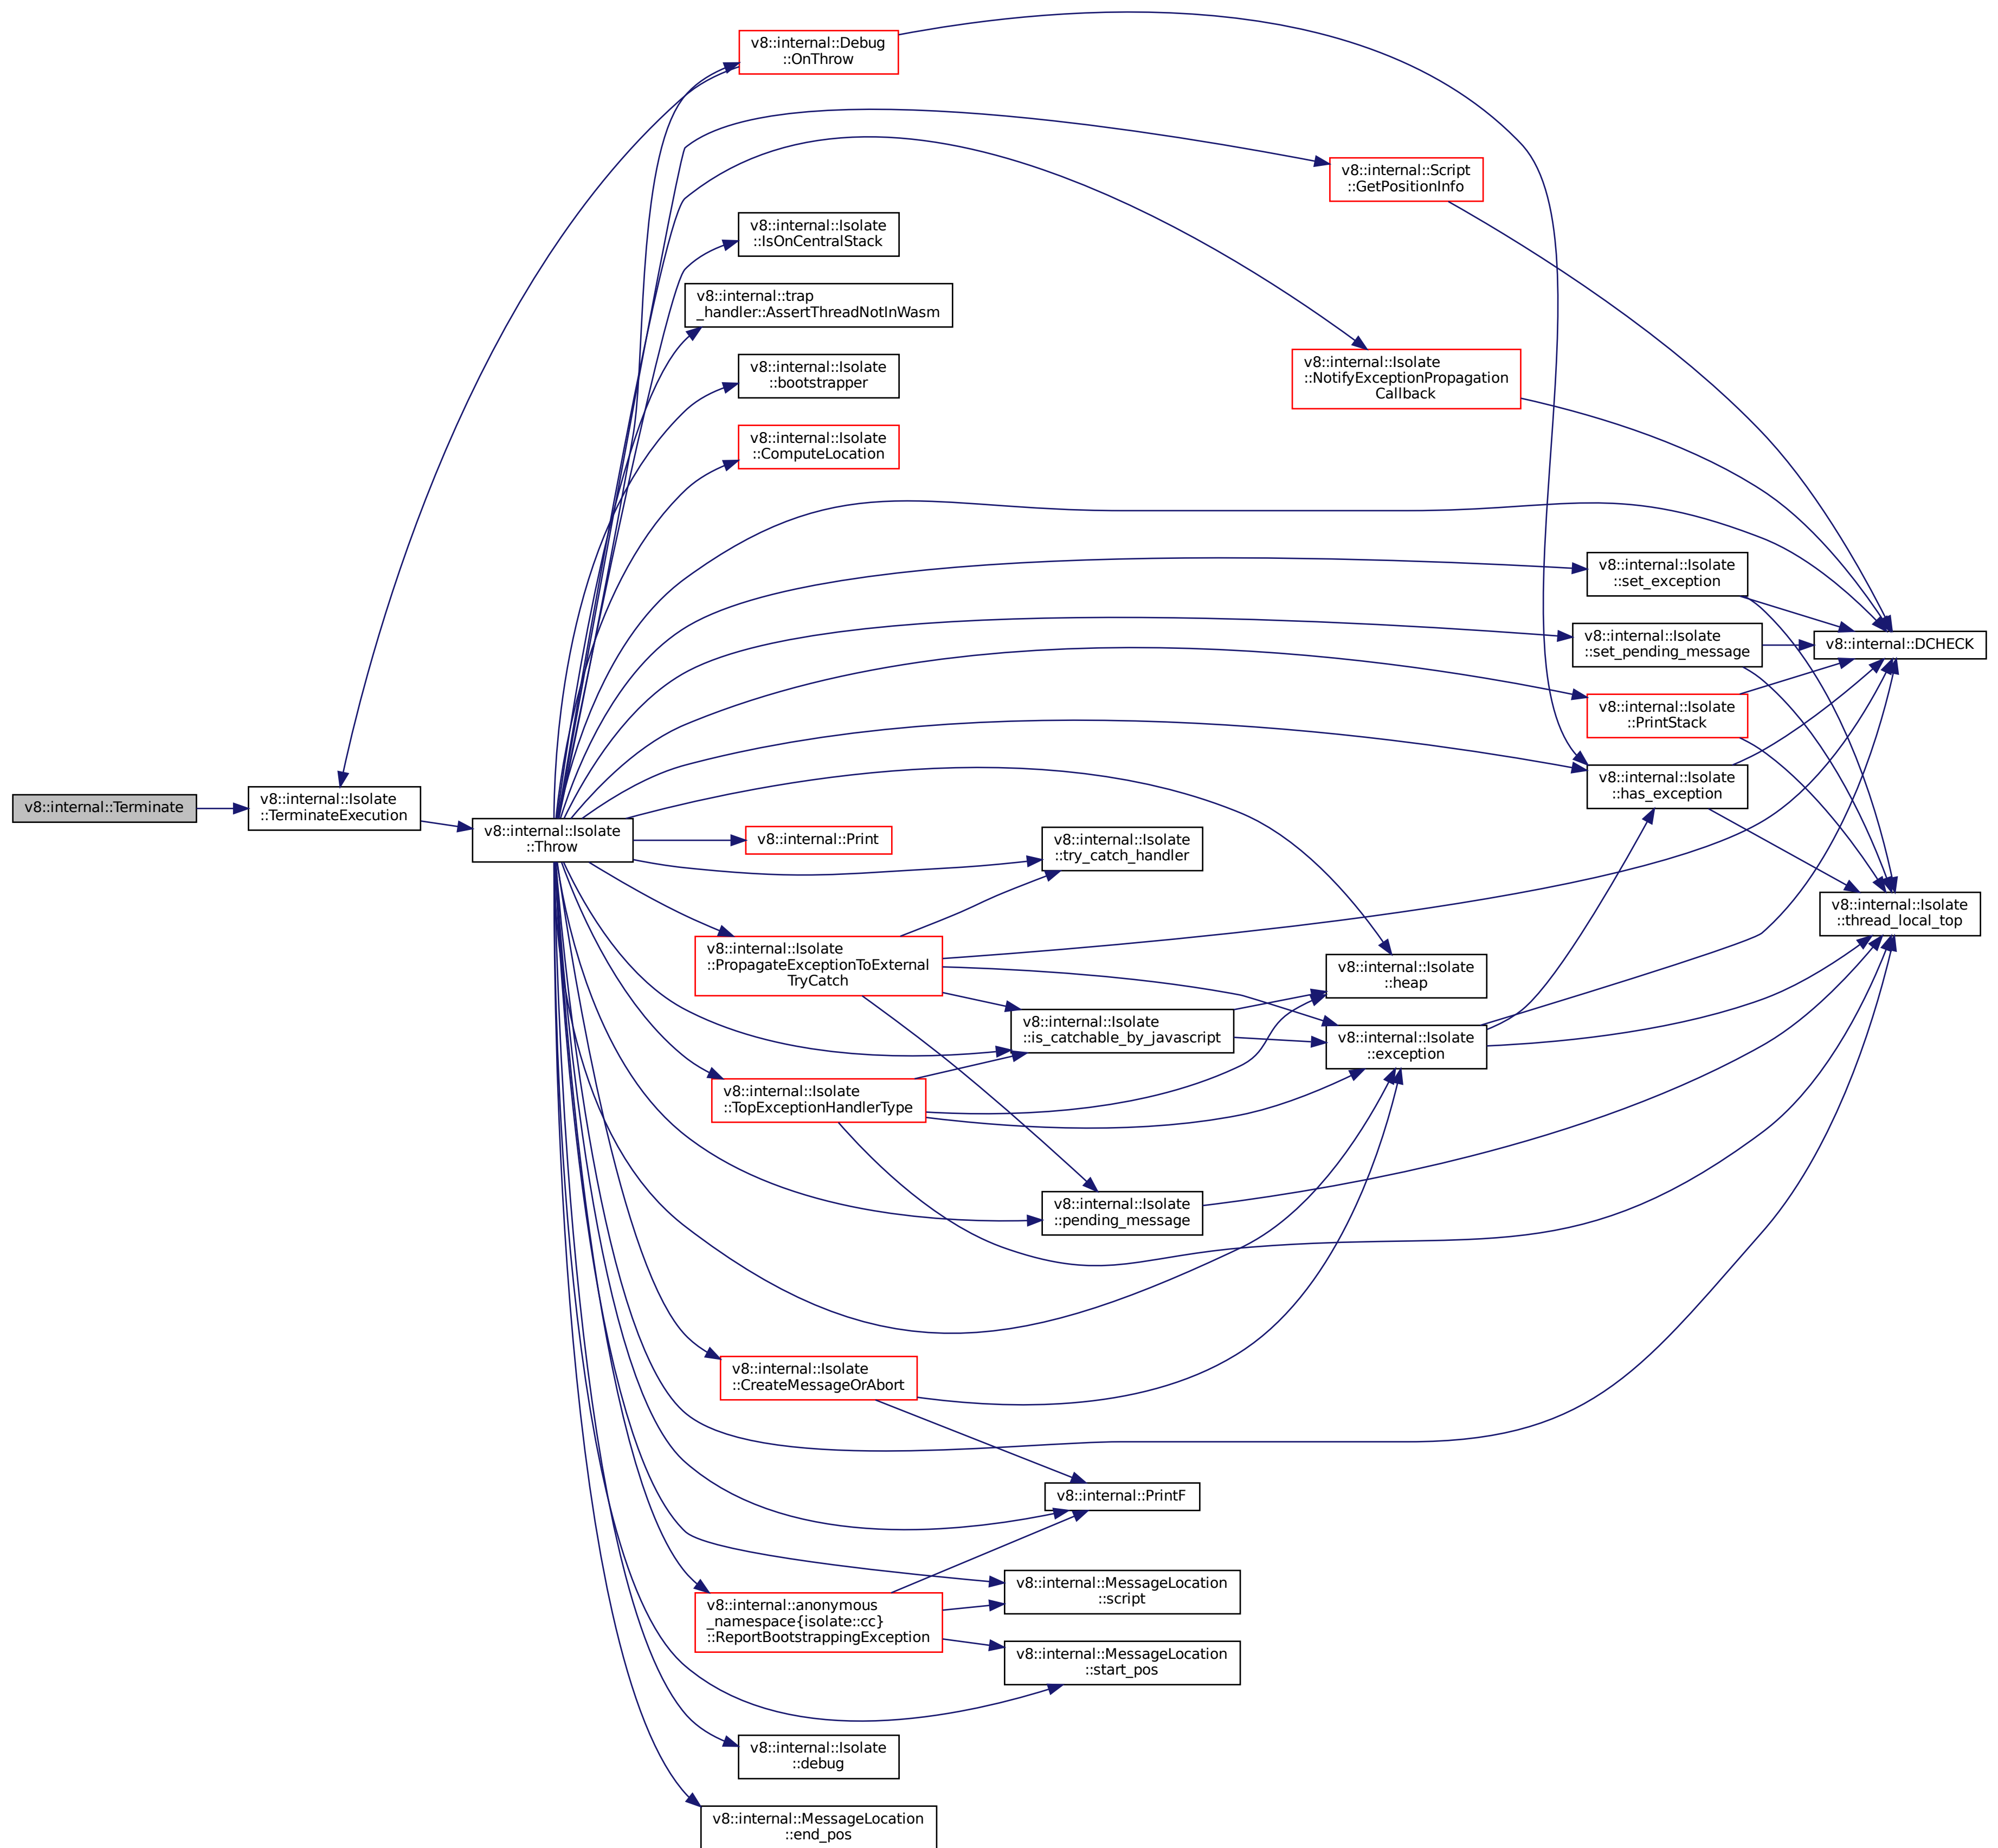 v8::internal::Debug
::OnThrow
v8::internal::Script
::GetPositionInfo
v8::internal::Isolate
::IsOnCentralStack
v8::internal::trap
_handler::AssertThreadNotInWasm
v8::internal::Isolate
::bootstrapper
v8::internal::Isolate
::NotifyExceptionPropagation
Callback
v8::internal::Isolate
::ComputeLocation
v8::internal::Isolate
::set_exception
v8::internal::Isolate
::set_pending_message
v8::internal::DCHECK
v8::internal::Isolate
::PrintStack
v8::internal::Isolate
::has_exception
v8::internal::Terminate
v8::internal::Isolate
::TerminateExecution
v8::internal::Isolate
::Throw
v8::internal::Print
v8::internal::Isolate
::try_catch_handler
v8::internal::Isolate
::thread_local_top
v8::internal::Isolate
::PropagateExceptionToExternal
TryCatch
v8::internal::Isolate
::heap
v8::internal::Isolate
::is_catchable_by_javascript
v8::internal::Isolate
::exception
v8::internal::Isolate
::TopExceptionHandlerType
v8::internal::Isolate
::pending_message
v8::internal::Isolate
::CreateMessageOrAbort
v8::internal::PrintF
v8::internal::MessageLocation
::script
v8::internal::anonymous
_namespace{isolate::cc}
::ReportBootstrappingException
v8::internal::MessageLocation
::start_pos
v8::internal::Isolate
::debug
v8::internal::MessageLocation
::end_pos